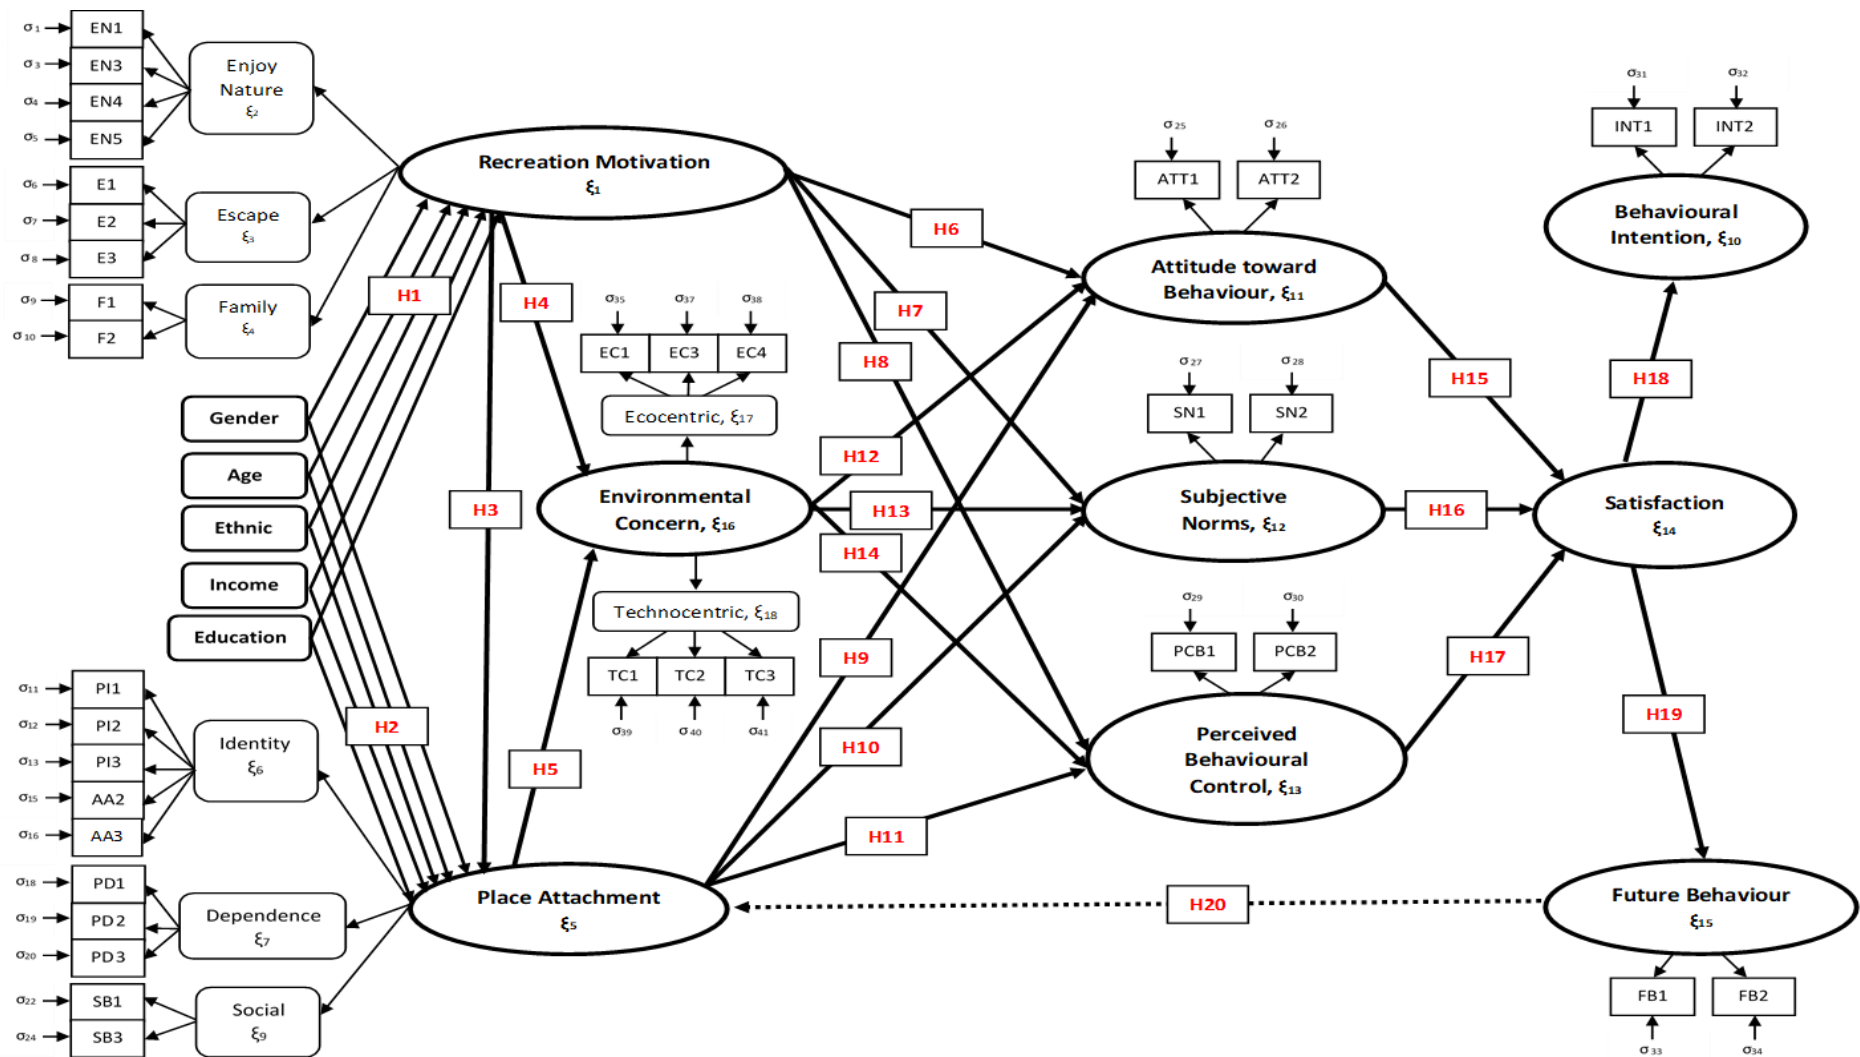 σ1
EN1
σ3
EN3
σ4
EN4
σ5
EN5
Enjoy
Nature
ξ2
σ6
E1
σ7
E2
σ8
E3
Escape
ξ3
σ9
F1
σ10
F2
Family
ξ4
Recreation Motivation
ξ1
H1
H4
H3
H2
H5
Gender
Age
Ethnic
Income
Education
σ11
PI1
σ12
PI2
σ13
PI3
σ15
AA2
σ16
AA3
Identity
ξ6
σ18
PD1
σ19
PD2
σ20
PD3
Dependence
ξ7
σ22
SB1
σ24
SB3
Social
ξ9
Place Attachment
ξ5
σ35
σ37
σ38
EC1
EC3
EC4
Ecocentric, ξ17
Environmental
Concern, ξ16
Technocentric, ξ18
TC1
TC2
TC3
σ39
σ40
σ41
H6
H7
H8
H12
H13
H14
H9
H10
H11
σ25
σ26
ATT1
ATT2
Attitude toward
Behaviour, ξ11
σ27
σ28
SN1
SN2
Subjective
Norms, ξ12
σ29
σ30
PCB1
PCB2
Perceived
Behavioural
Control, ξ13
H15
H16
H17
σ31
σ32
INT1
INT2
Behavioural
Intention, ξ10
H18
Satisfaction
ξ14
H19
H20
Future Behaviour
ξ15
FB1
FB2
σ33
σ34